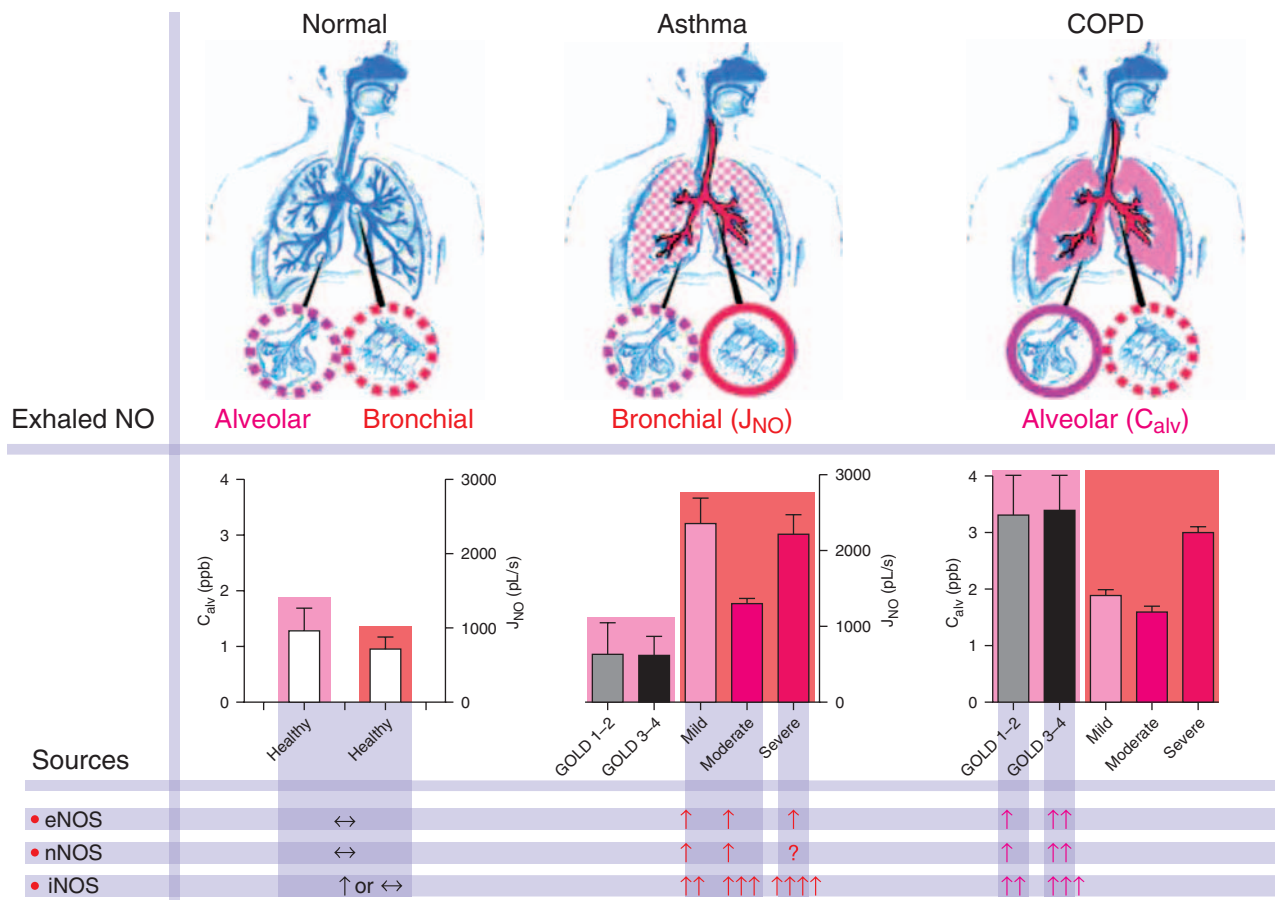 Normal
Asthma
COPD
Exhaled NO
Alveolar
Bronchial
Bronchial (JNO)
Alveolar (Calv)
4
3
2
1
0
Calv (ppb)
3000
2000
1000
0
JNO (pL/s)
Healthy
Healthy
3000
2000
1000
0
JNO (pL/s)
GOLD 1–2
GOLD 3–4
Mild
Moderate
Severe
4
3
2
1
0
Calv (ppb)
GOLD 1–2
GOLD 3–4
Mild
Moderate
Severe
Sources
• eNOS ↔ ↑ ↑ ↑ ↑ ↑↑
• nNOS ↔ ↑ ↑ ? ↑ ↑↑
• iNOS ↑ or ↔ ↑↑ ↑↑↑ ↑↑↑↑ ↑↑ ↑↑↑